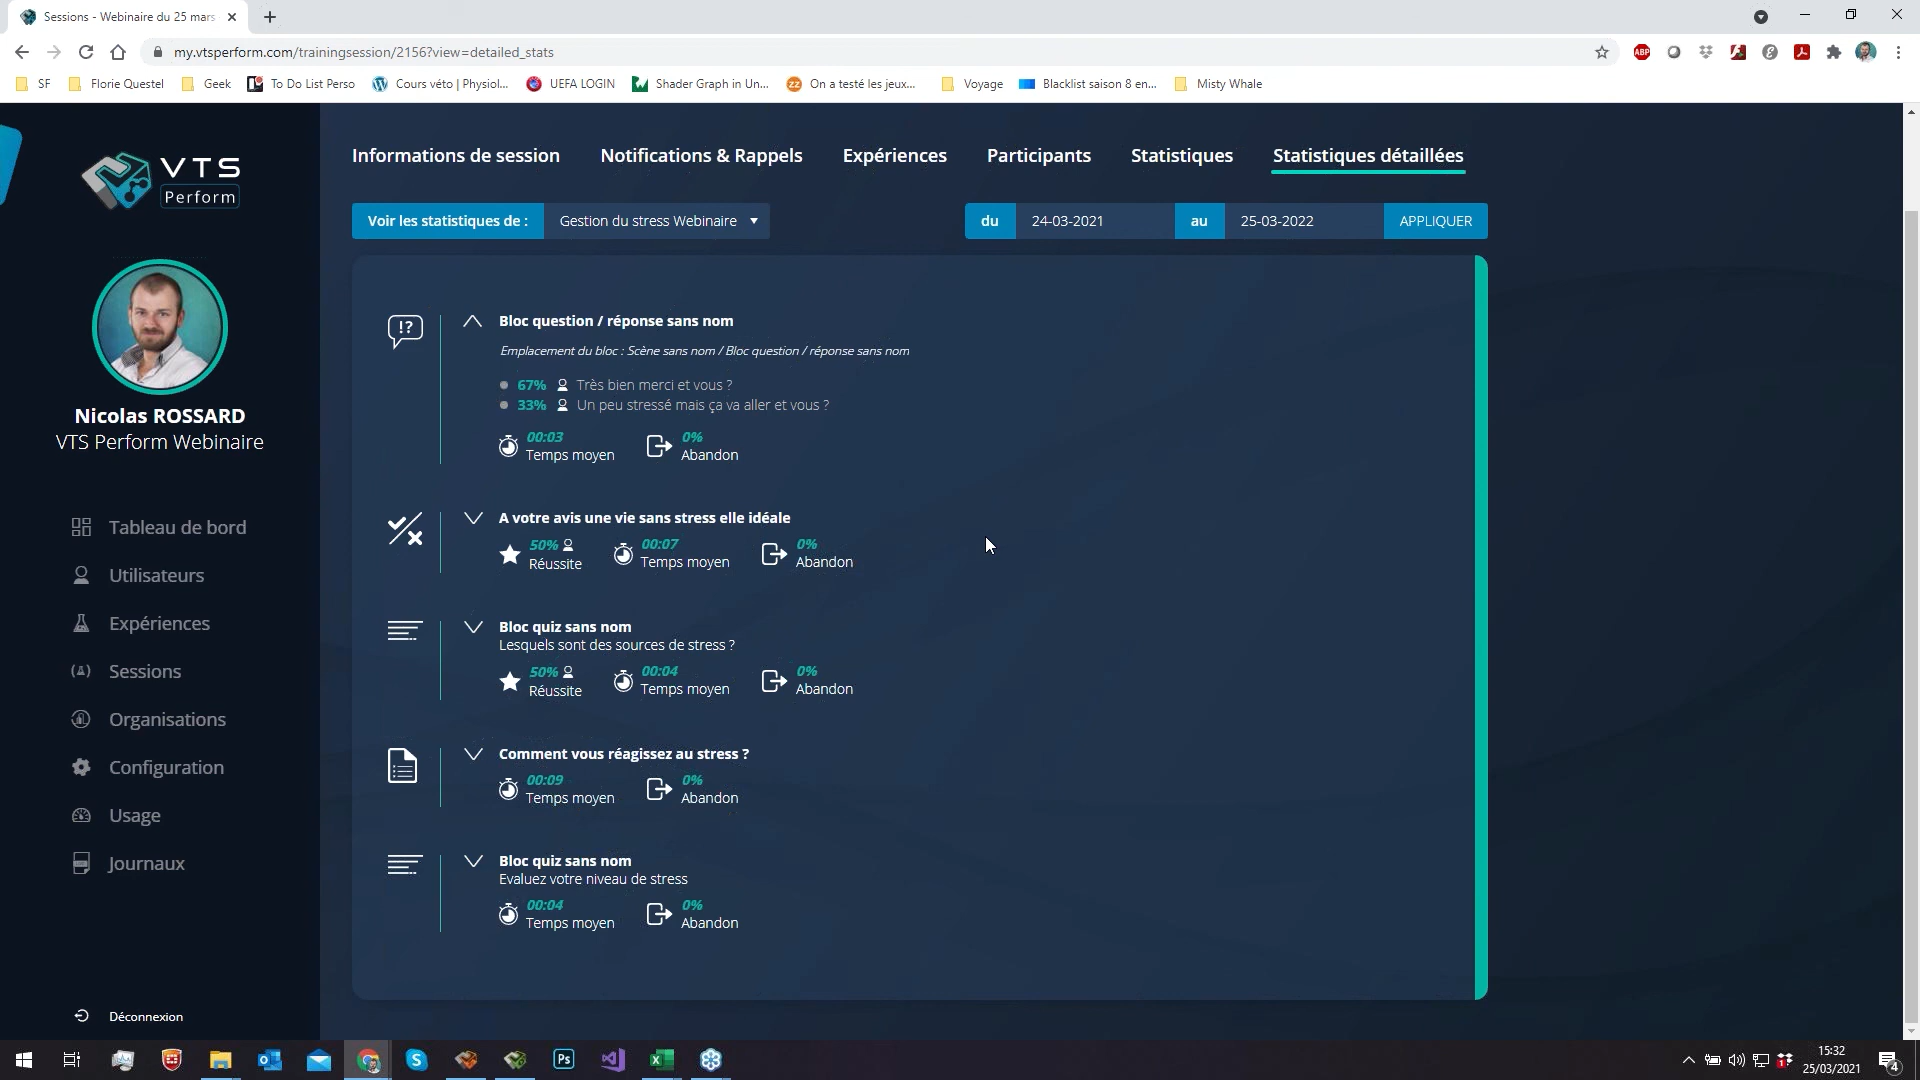 Sessions - Webinaire du 25 mars
my.vtsperform.com/trainingsession/2156?view=detailed_stats
ABP
SF
Florie Questel
Geek
To Do List Perso
Cours véto | Physiol...
UEFA LOGIN
Shader Graph in Un...
On a testé les jeux...
Voyage
Blacklist saison 8 en...
Misty Whale
VTS
Perform
Nicolas ROSSARD
VTS Perform Webinaire
Tableau de bord
Utilisateurs
Expériences
Sessions
Organisations
Configuration
Usage
Journaux
Déconnexion
Informations de session
Notifications & Rappels
Expériences
Participants
Statistiques
Statistiques détaillées
Voir les statistiques de :
Gestion du stress Webinaire
du
24-03-2021
au
25-03-2022
APPLIQUER
!?
Bloc question / réponse sans nom
Emplacement du bloc : Scène sans nom / Bloc question / réponse sans nom
67% Très bien merci et vous ?
33% Un peu stressé mais ça va aller et vous ?
00:03
Temps moyen
0%
Abandon
A votre avis une vie sans stress elle idéale
50%
Réussite
00:07
Temps moyen
0%
Abandon
Bloc quiz sans nom
Lesquels sont des sources de stress ?
50%
Réussite
00:04
Temps moyen
0%
Abandon
Comment vous réagissez au stress ?
00:09
Temps moyen
0%
Abandon
Bloc quiz sans nom
Evaluez votre niveau de stress
00:04
Temps moyen
0%
Abandon
Ps
15:32
25/03/2021
4